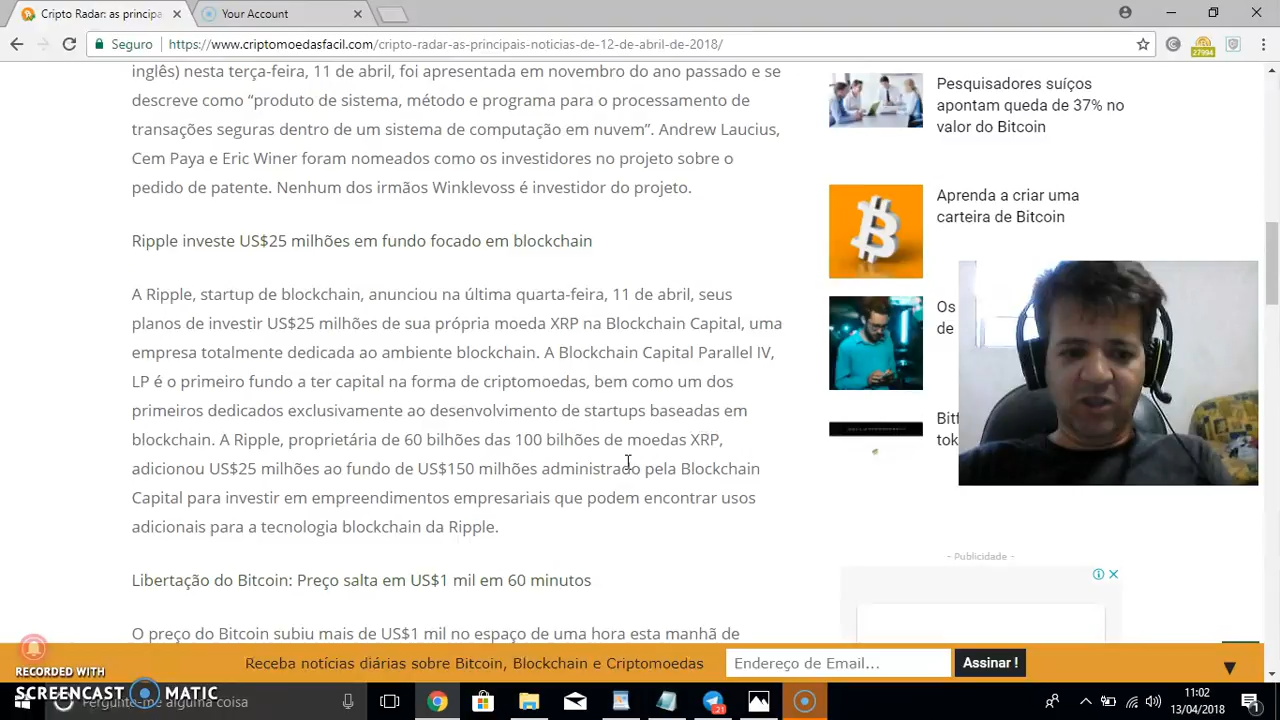 Cripto Radar: as principa
Your Account
Seguro
https://www.criptomoedasfacil.com/cripto-radar-as-principais-noticias-de-12-de-abril-de-2018/
27994
inglês) nesta terça-feira, 11 de abril, foi apresentada em novembro do ano passado e se
descreve como “produto de sistema, método e programa para o processamento de
transações seguras dentro de um sistema de computação em nuvem”. Andrew Laucius,
Cem Paya e Eric Winer foram nomeados como os investidores no projeto sobre o
pedido de patente. Nenhum dos irmãos Winklevoss é investidor do projeto.
Ripple investe US$25 milhões em fundo focado em blockchain
A Ripple, startup de blockchain, anunciou na última quarta-feira, 11 de abril, seus
planos de investir US$25 milhões de sua própria moeda XRP na Blockchain Capital, uma
empresa totalmente dedicada ao ambiente blockchain. A Blockchain Capital Parallel IV,
LP é o primeiro fundo a ter capital na forma de criptomoedas, bem como um dos
primeiros dedicados exclusivamente ao desenvolvimento de startups baseadas em
blockchain. A Ripple, proprietária de 60 bilhões das 100 bilhões de moedas XRP,
adicionou US$25 milhões ao fundo de US$150 milhões administrado pela Blockchain
Capital para investir em empreendimentos empresariais que podem encontrar usos
adicionais para a tecnologia blockchain da Ripple.
Libertação do Bitcoin: Preço salta em US$1 mil em 60 minutos
O preço do Bitcoin subiu mais de US$1 mil no espaço de uma hora esta manhã de
Pesquisadores suíços
apontam queda de 37% no
valor do Bitcoin
Aprenda a criar uma
carteira de Bitcoin
Os
de
Bitf
tok
- Publicidade -
Receba notícias diárias sobre Bitcoin, Blockchain e Criptomoedas
Endereço de Email...
Assinar !
RECORDED WITH
SCREENCAST MATIC
Pergunte-me alguma coisa
21
11:02
13/04/2018
1